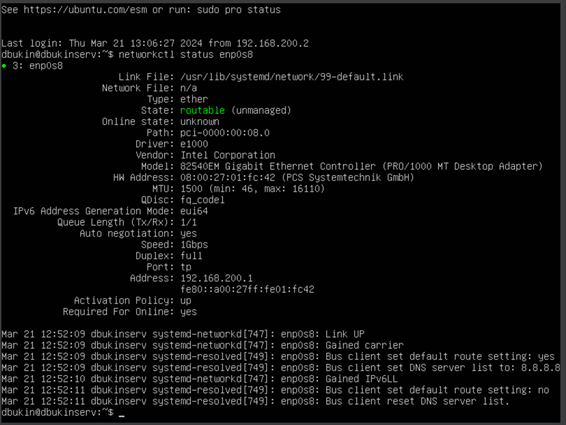 See https://ubuntu.com/esm or run: sudo pro status
Last login: Thu Mar 21 13:06:27 2024 from 192.168.200.2
dbukin@dbukinserv:~$ networkctl status enp0s8
● 3: enp0s8
Link File: /usr/lib/systemd/network/99-default.link
Network File: n/a
Type: ether
State: routable (unmanaged)
Online state: unknown
Path: pci-0000:00:08.0
Driver: e1000
Vendor: Intel Corporation
Model: 82540EM Gigabit Ethernet Controller (PRO/1000 MT Desktop Adapter)
HW Address: 08:00:27:01:fc:42 (PCS Systemtechnik GmbH)
MTU: 1500 (min: 46, max: 16110)
QDisc: fq_codel
IPv6 Address Generation Mode: eui64
Queue Length (Tx/Rx): 1/1
Auto negotiation: yes
Speed: 1Gbps
Duplex: full
Port: tp
Address: 192.168.200.1
fe80::a00:27ff:fe01:fc42
Activation Policy: up
Required For Online: yes
Mar 21 12:52:09 dbukinserv systemd-networkd[747]: enp0s8: Link UP
Mar 21 12:52:09 dbukinserv systemd-networkd[747]: enp0s8: Gained carrier
Mar 21 12:52:09 dbukinserv systemd-resolved[749]: enp0s8: Bus client set default route setting: yes
Mar 21 12:52:09 dbukinserv systemd-resolved[749]: enp0s8: Bus client set DNS server list to: 8.8.8.8
Mar 21 12:52:10 dbukinserv systemd-networkd[747]: enp0s8: Gained IPv6LL
Mar 21 12:52:11 dbukinserv systemd-resolved[749]: enp0s8: Bus client set default route setting: no
Mar 21 12:52:11 dbukinserv systemd-resolved[749]: enp0s8: Bus client reset DNS server list.
dbukin@dbukinserv:~$ _